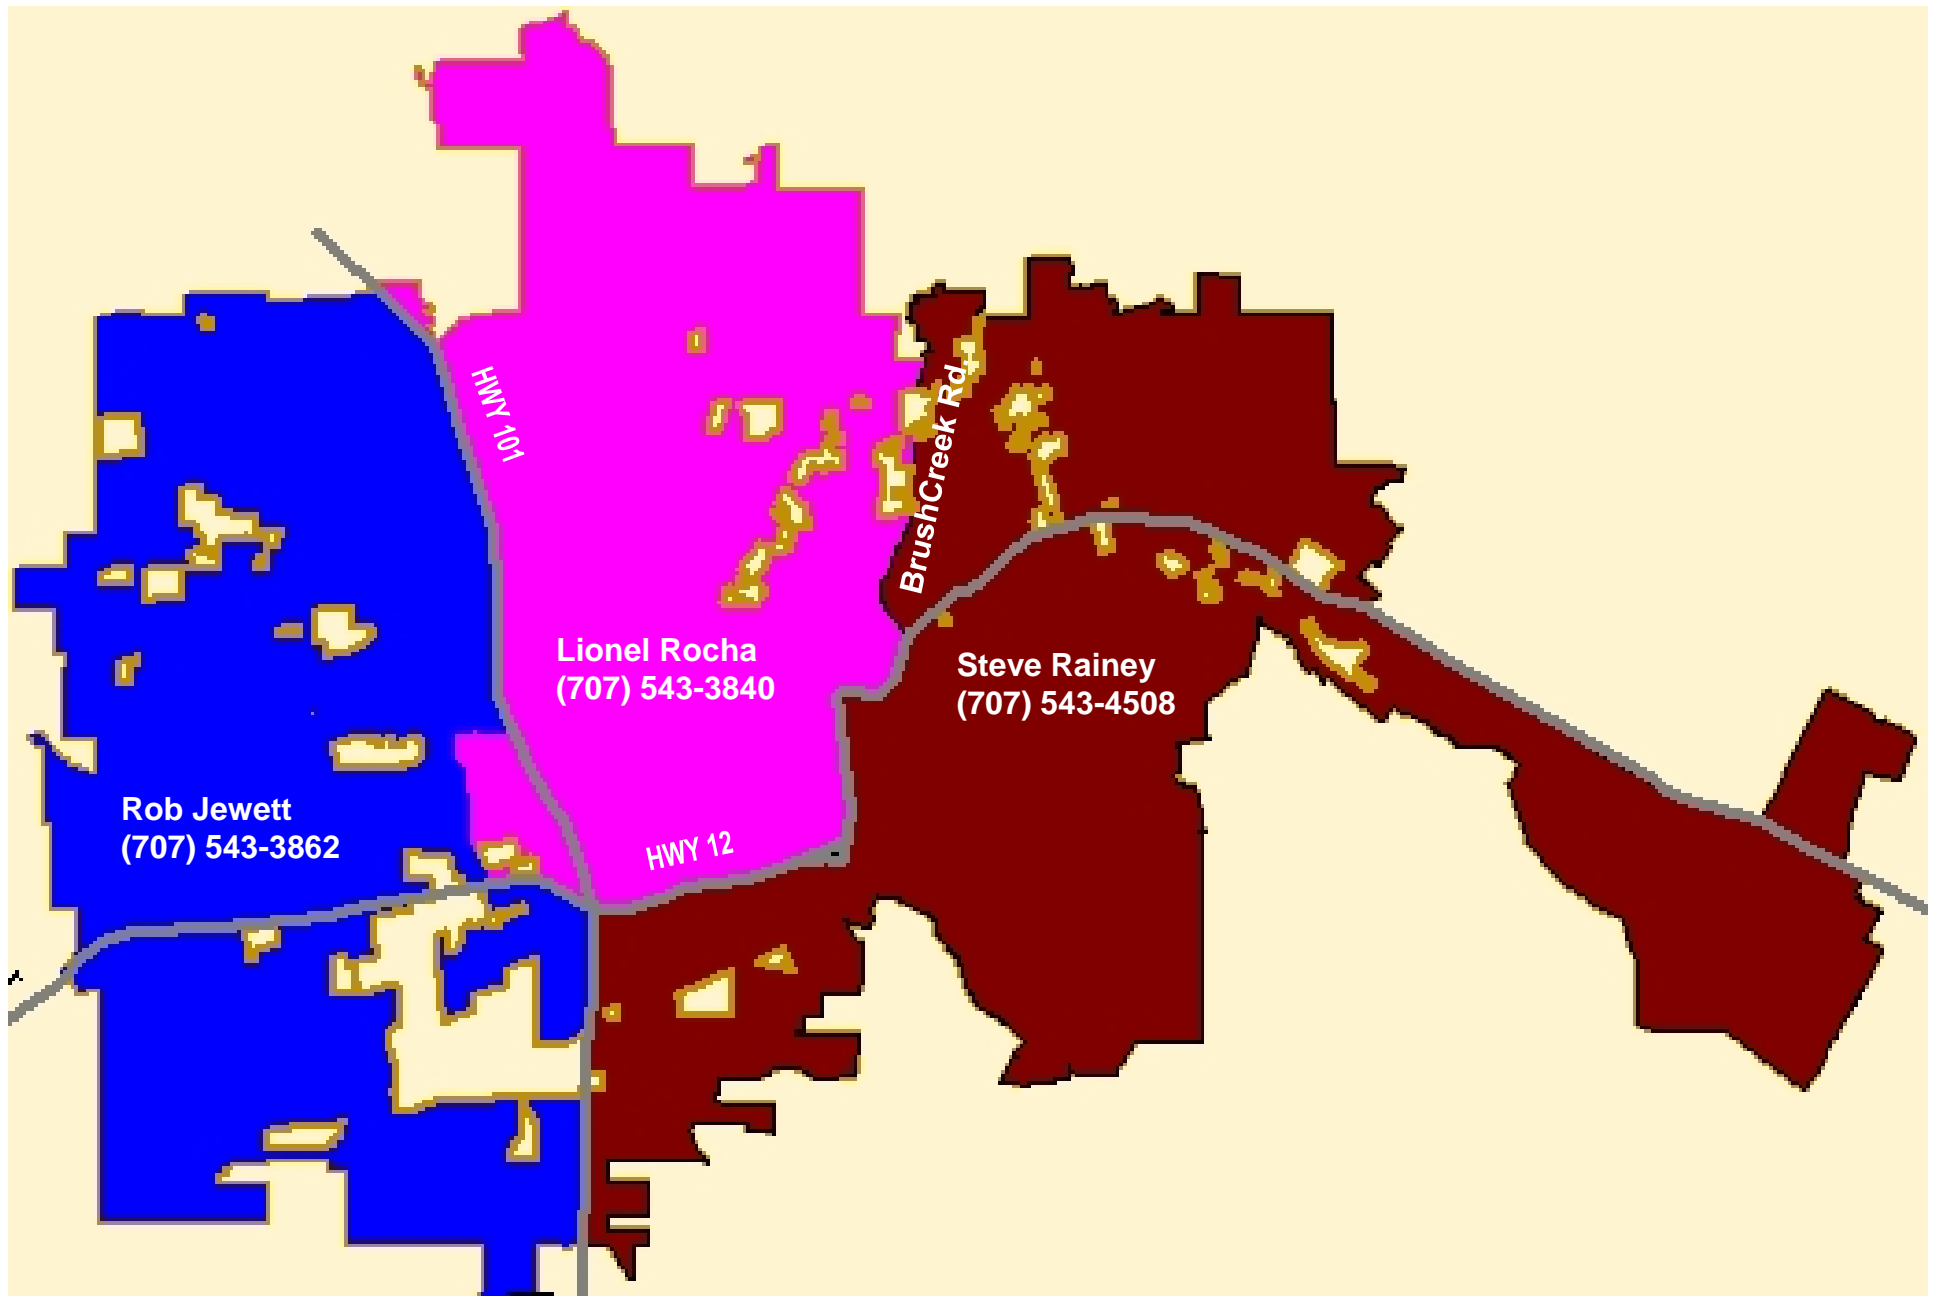 HWY 101
BrushCreek Rd
Lionel Rocha
(707) 543-3840
Steve Rainey
(707) 543-4508
Rob Jewett
(707) 543-3862
HWY 12